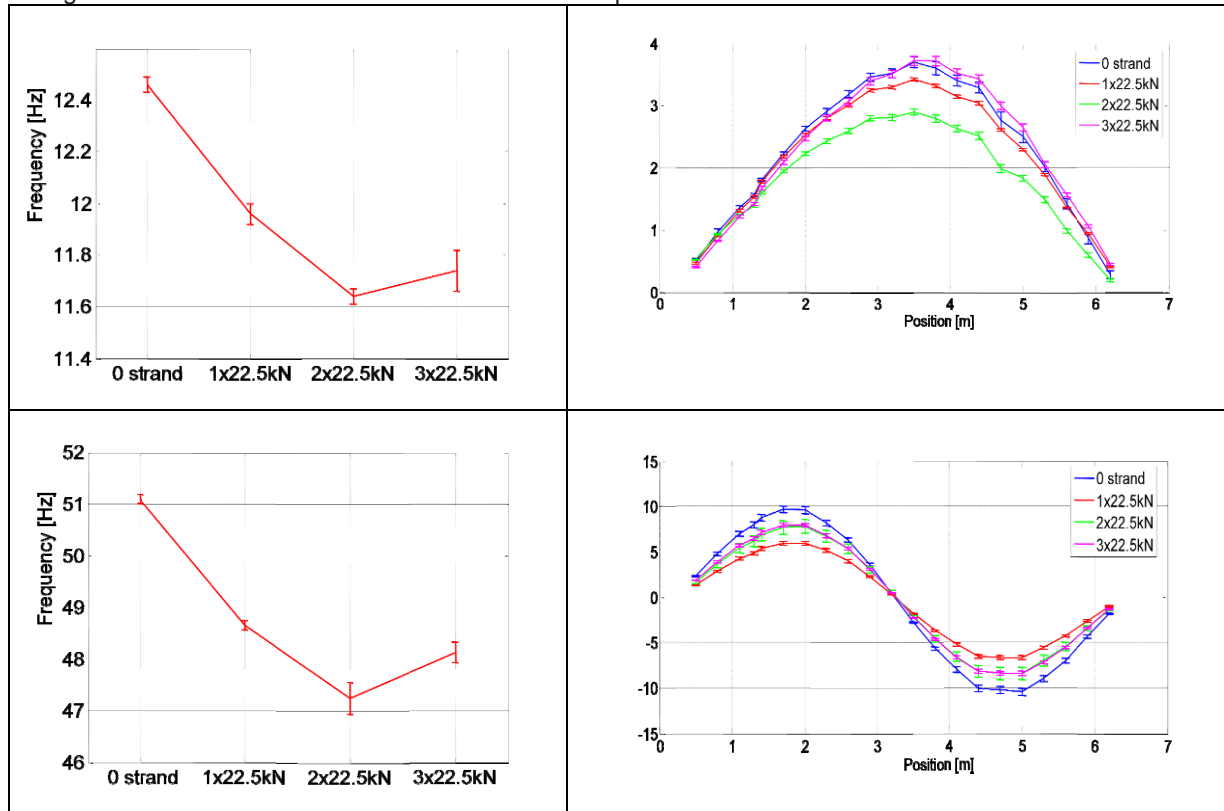 Frequency [Hz]
12.4
12.2
12
11.8
11.6
11.4
0 strand 1x22.5kN 2x22.5kN 3x22.5kN
4
3
2
1
0
0 1 2 3 4 5 6 7
Position [m]
0 strand
1x22.5kN
2x22.5kN
3x22.5kN
Frequency [Hz]
52
51
50
49
48
47
46
0 strand 1x22.5kN 2x22.5kN 3x22.5kN
15
10
5
0
-5
-10
-15
0 1 2 3 4 5 6 7
Position [m]
0 strand
1x22.5kN
2x22.5kN
3x22.5kN